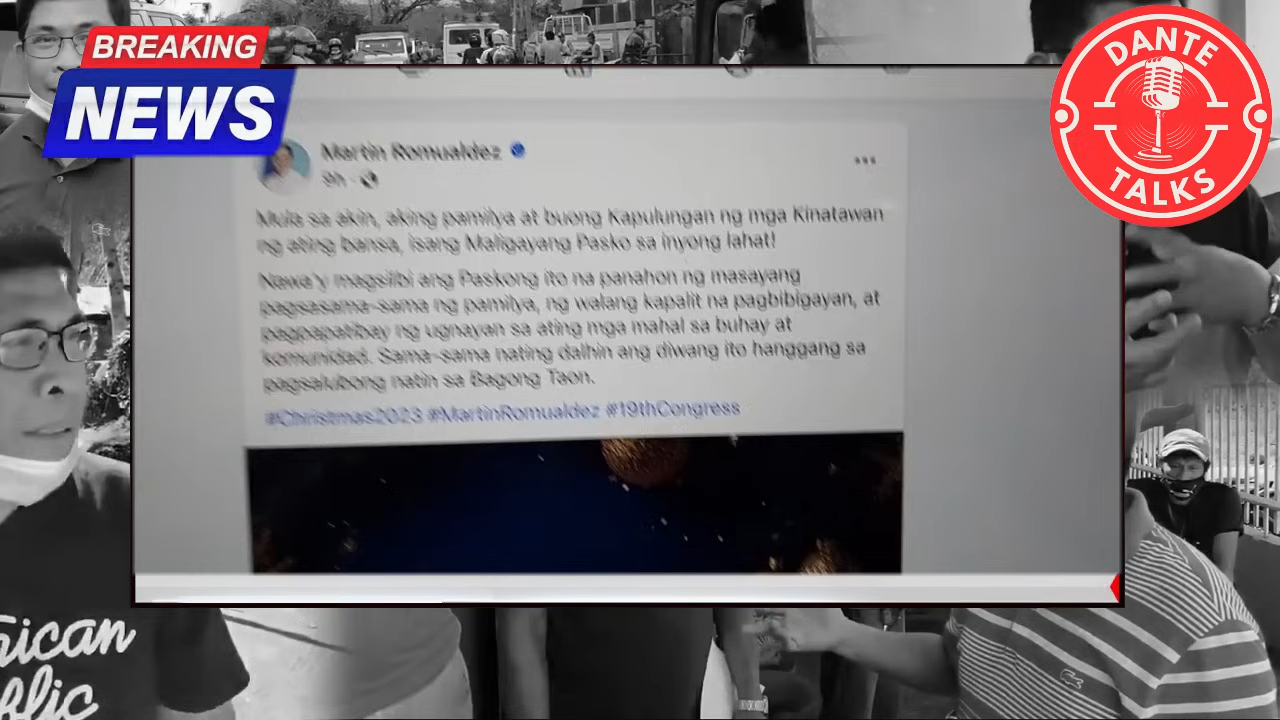 BREAKING
NEWS
DANTE
TALKS
Martin Romualdez
9h
Mula sa akin, aking pamilya at buong Kapulungan ng mga Kinatawan
ng ating bansa, isang Maligayang Pasko sa inyong lahat!
Nawa'y magsilbi ang Paskong ito na panahon ng masayang
pagsasama-sama ng pamilya, ng walang kapalit na pagbibigayan, at
pagpapatibay ng ugnayan sa ating mga mahal sa buhay at
komunidad. Sama-sama nating dalhin ang diwang ito hanggang sa
pagsalubong natin sa Bagong Taon.
#Christmas2023 #MartinRomualdez #19thCongress